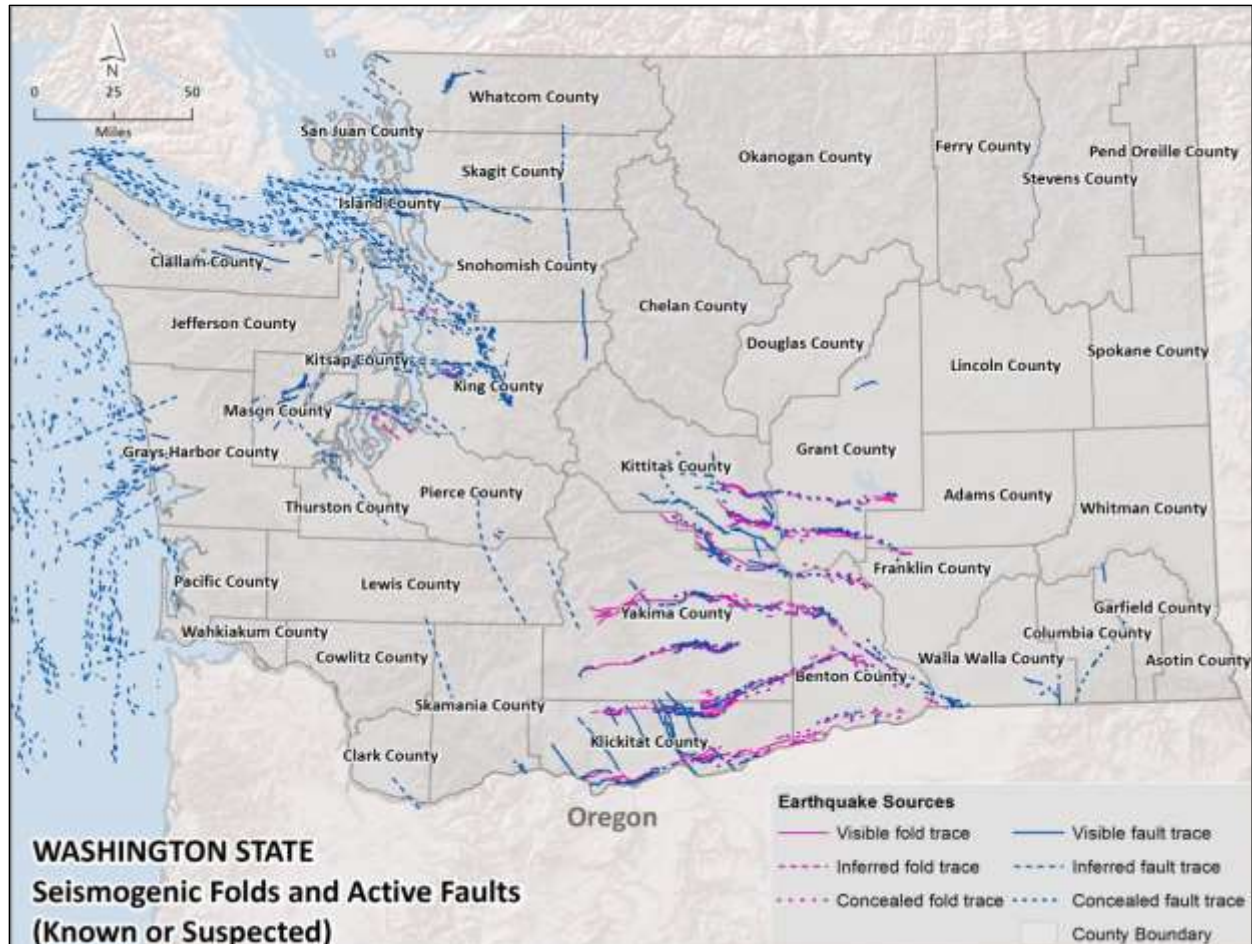 N
0 25 50
Miles
Whatcom County
San Juan County
Skagit County
Okanogan County
Ferry County
Pend Oreille County
Stevens County
Island County
Clallam County
Snohomish County
Chelan County
Jefferson County
Douglas County
Kitsap County
Lincoln County
Spokane County
King County
Mason County
Grays Harbor County
Grant County
Kittitas County
Pierce County
Adams County
Thurston County
Whitman County
Franklin County
Pacific County
Lewis County
Yakima County
Garfield County
Wahkiakum County
Columbia County
Cowlitz County
Walla Walla County
Asotin County
Benton County
Skamania County
Klickitat County
Clark County
Oregon
WASHINGTON STATE
Seismogenic Folds and Active Faults
(Known or Suspected)
Earthquake Sources
Visible fold trace
Visible fault trace
Inferred fold trace
Inferred fault trace
Concealed fold trace
Concealed fault trace
County Boundary